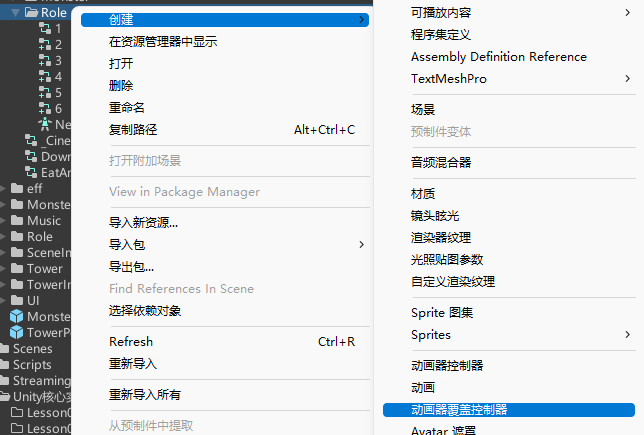 Role
1
2
3
4
5
6
Ne
_Cine
Down
EatAr
eff
Monste
Music
Role
SceneIn
Tower
TowerIn
UI
Monst
TowerPo
Scenes
Scripts
Streaming
Unity核心实
Lesson0
Lesson0
创建
在资源管理器中显示
打开
删除
重命名
复制路径 Alt+Ctrl+C
打开附加场景
View in Package Manager
导入新资源...
导入包
导出包...
Find References In Scene
选择依赖对象
Refresh Ctrl+R
重新导入
重新导入所有
从预制件中提取
可播放内容
程序集定义
Assembly Definition Reference
TextMeshPro
场景
预制件变体
音频混合器
材质
镜头眩光
渲染器纹理
光照贴图参数
自定义渲染纹理
Sprite 图集
Sprites
动画器控制器
动画
动画器覆盖控制器
Avatar 遮罩